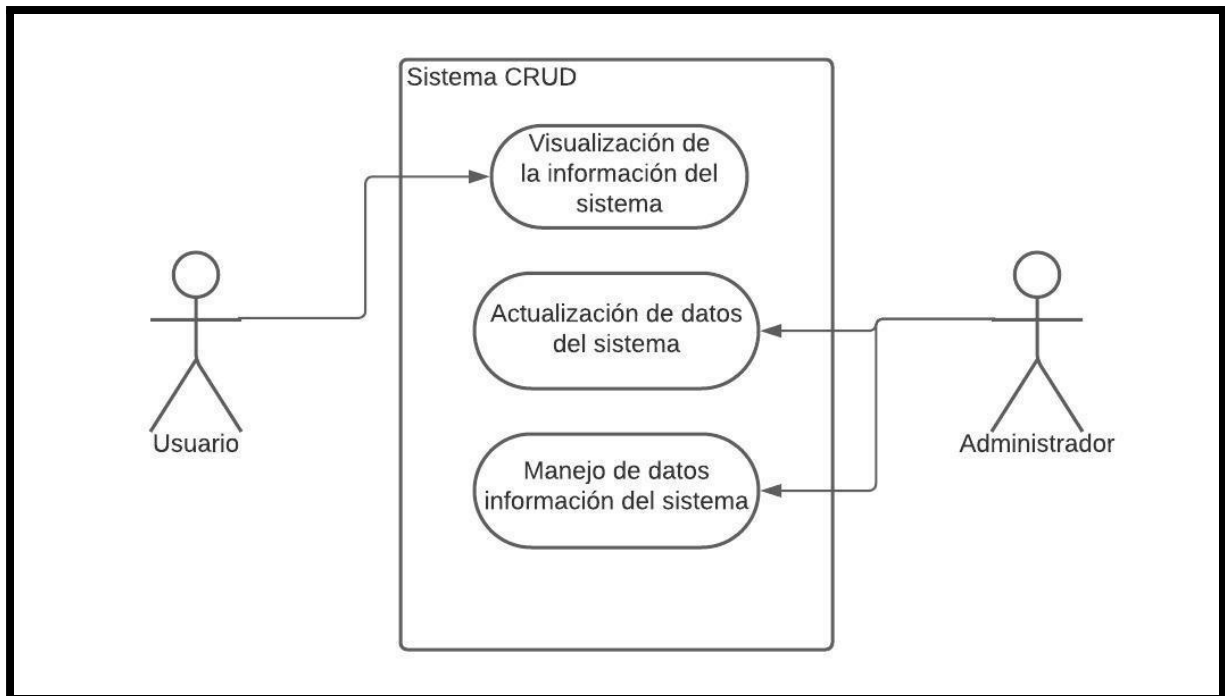 Sistema CRUD
Visualización de
la información del
sistema
Actualización de datos
del sistema
Usuario
Administrador
Manejo de datos
información del sistema